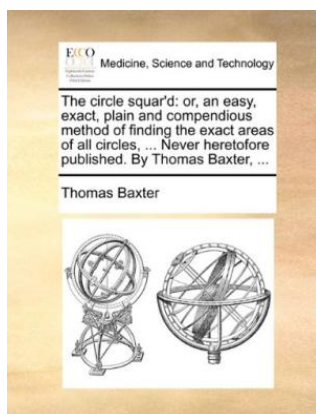 ECCO
Medicine, Science and Technology
The circle squar'd: or, an easy,
exact, plain and compendious
method of finding the exact areas
of all circles, ... Never heretofore
published. By Thomas Baxter, ...
Thomas Baxter